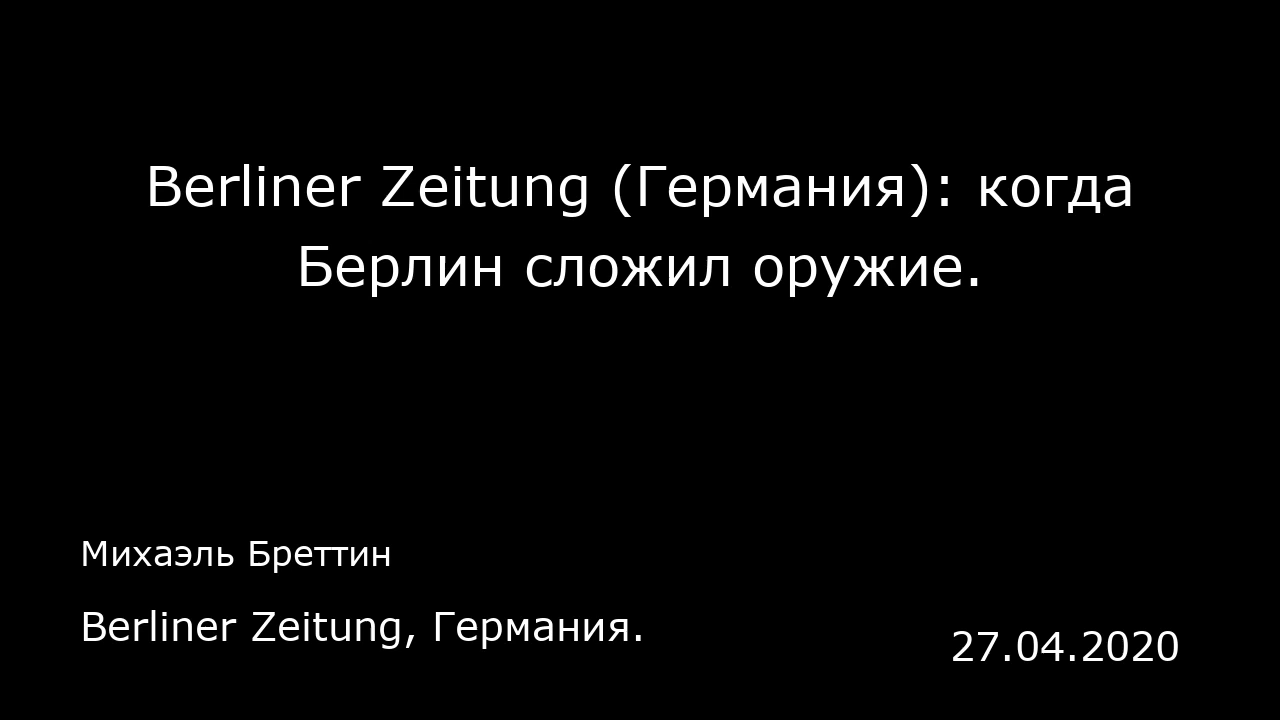 Berliner Zeitung (Германия): когда
Берлин сложил оружие.
Михаэль Бреттин
Berliner Zeitung, Германия.
27.04.2020